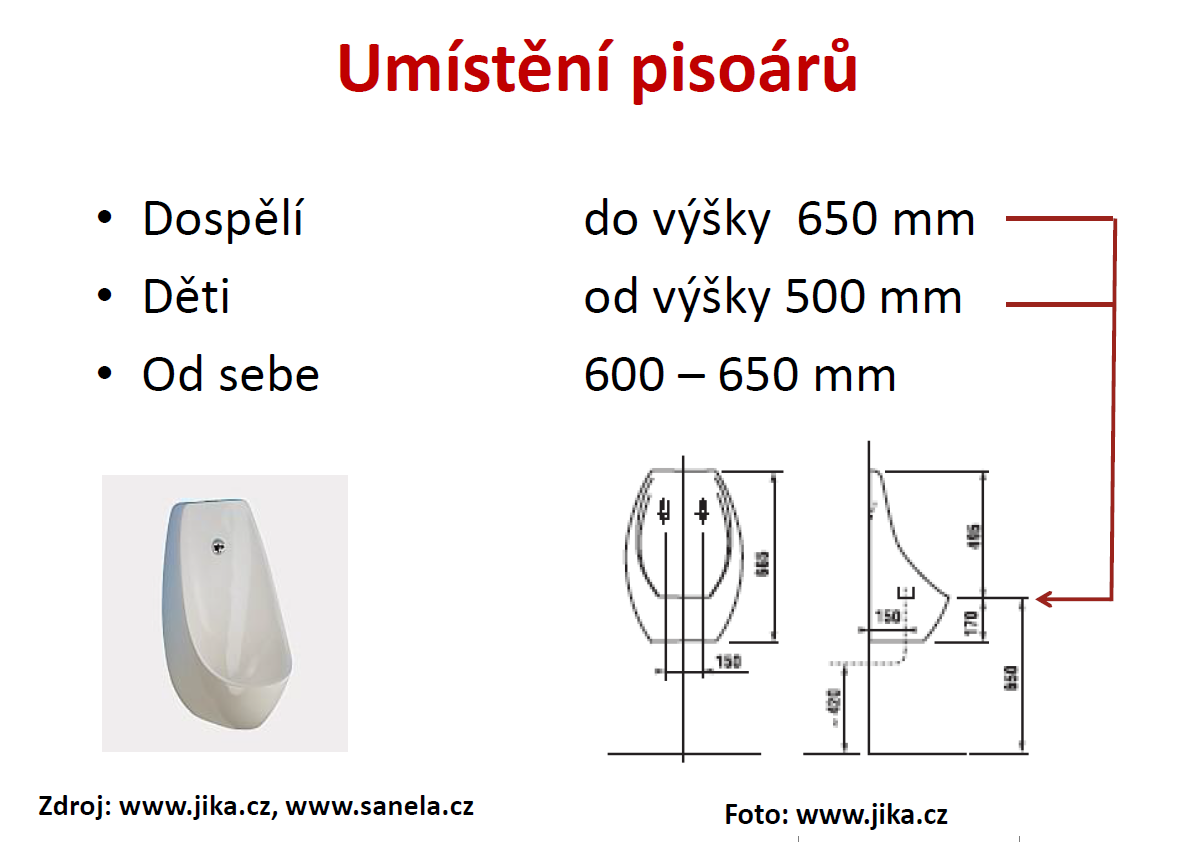 Umístění pisoárů
• Dospělí do výšky 650 mm
• Děti od výšky 500 mm
• Od sebe 600 – 650 mm
665
150
495
150
170
650
420
Zdroj: www.jika.cz, www.sanela.cz
Foto: www.jika.cz